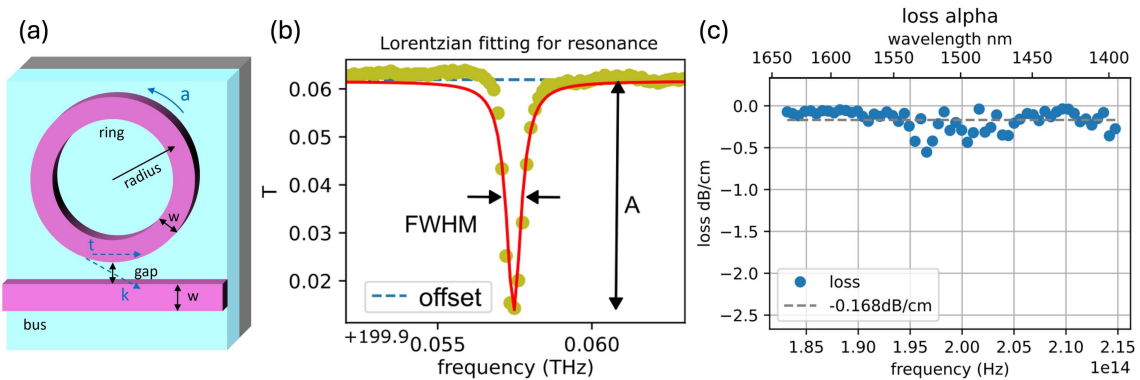 (a)
a
ring
radius
w
t
gap
k
w
bus
(b)
Lorentzian fitting for resonance
T
0.06
0.05
0.04
0.03
0.02
FWHM
A
offset
+199.9
0.055
0.060
frequency (THz)
(c)
loss alpha
wavelength nm
1650 1600 1550 1500 1450 1400
loss dB/cm
0.0
−0.5
−1.0
−1.5
−2.0
−2.5
loss
-0.168dB/cm
1.85 1.90 1.95 2.00 2.05 2.10 2.15
frequency (THz)
1e14